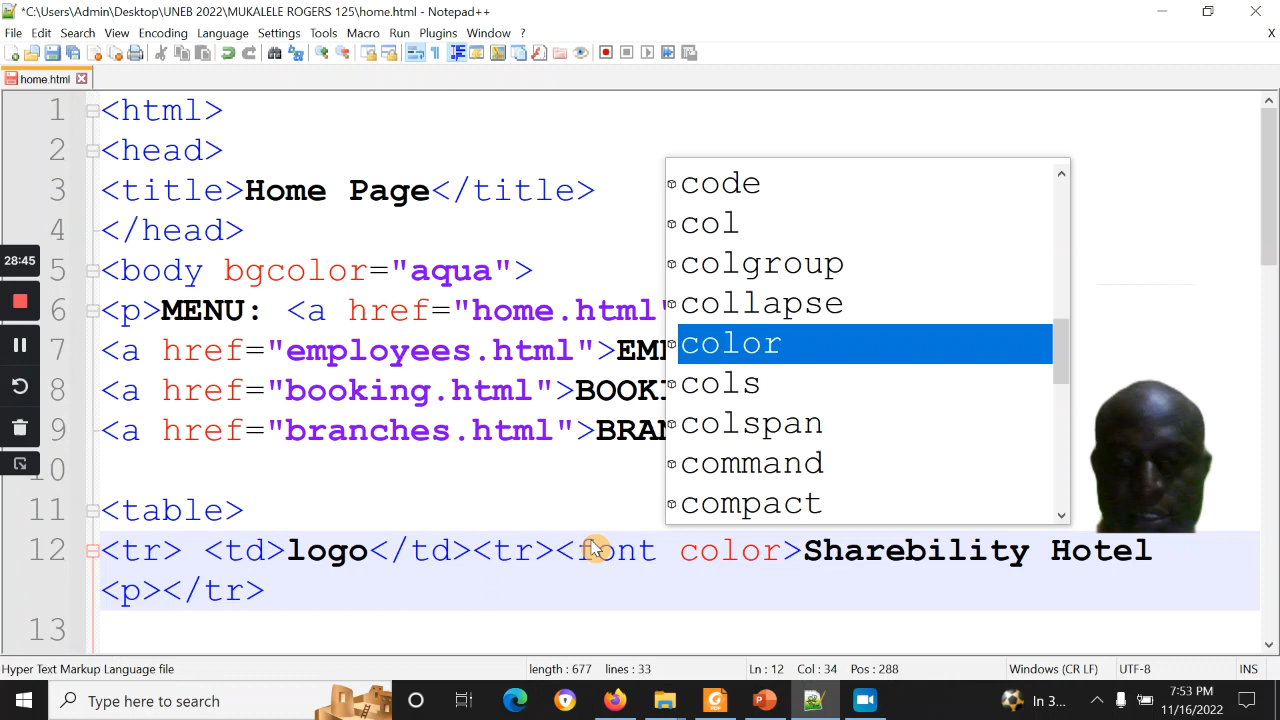 *C:\Users\Admin\Desktop\UNEB 2022\MUKALELE ROGERS 125\home.html - Notepad++
File Edit Search View Encoding Language Settings Tools Macro Run Plugins Window ? X
home.html
1 <html>
2 <head>
3 <title>Home Page</title>
4 </head>
5 <body bgcolor="aqua">
6 <p>MENU: <a href="home.html"
7 <a href="employees.html">EM
8 <a href="booking.html">BOOK
9 <a href="branches.html">BRAN
10
11 <table>
12 <tr> <td>logo</td><tr><font color>Sharebility Hotel
<p></tr>
13
code
col
colgroup
collapse
color
cols
colspan
command
compact
28:45
Hyper Text Markup Language file length : 677 lines : 33 Ln : 12 Col : 34 Pos : 288 Windows (CR LF) UTF-8 INS
Type here to search
In 3...
7:53 PM
11/16/2022